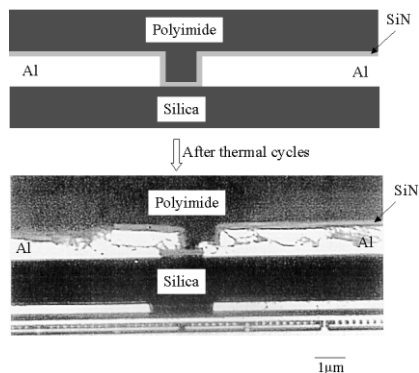 Polyimide
SiN
Al
Al
Silica
After thermal cycles
SiN
Polyimide
Al
Al
Silica
1μm